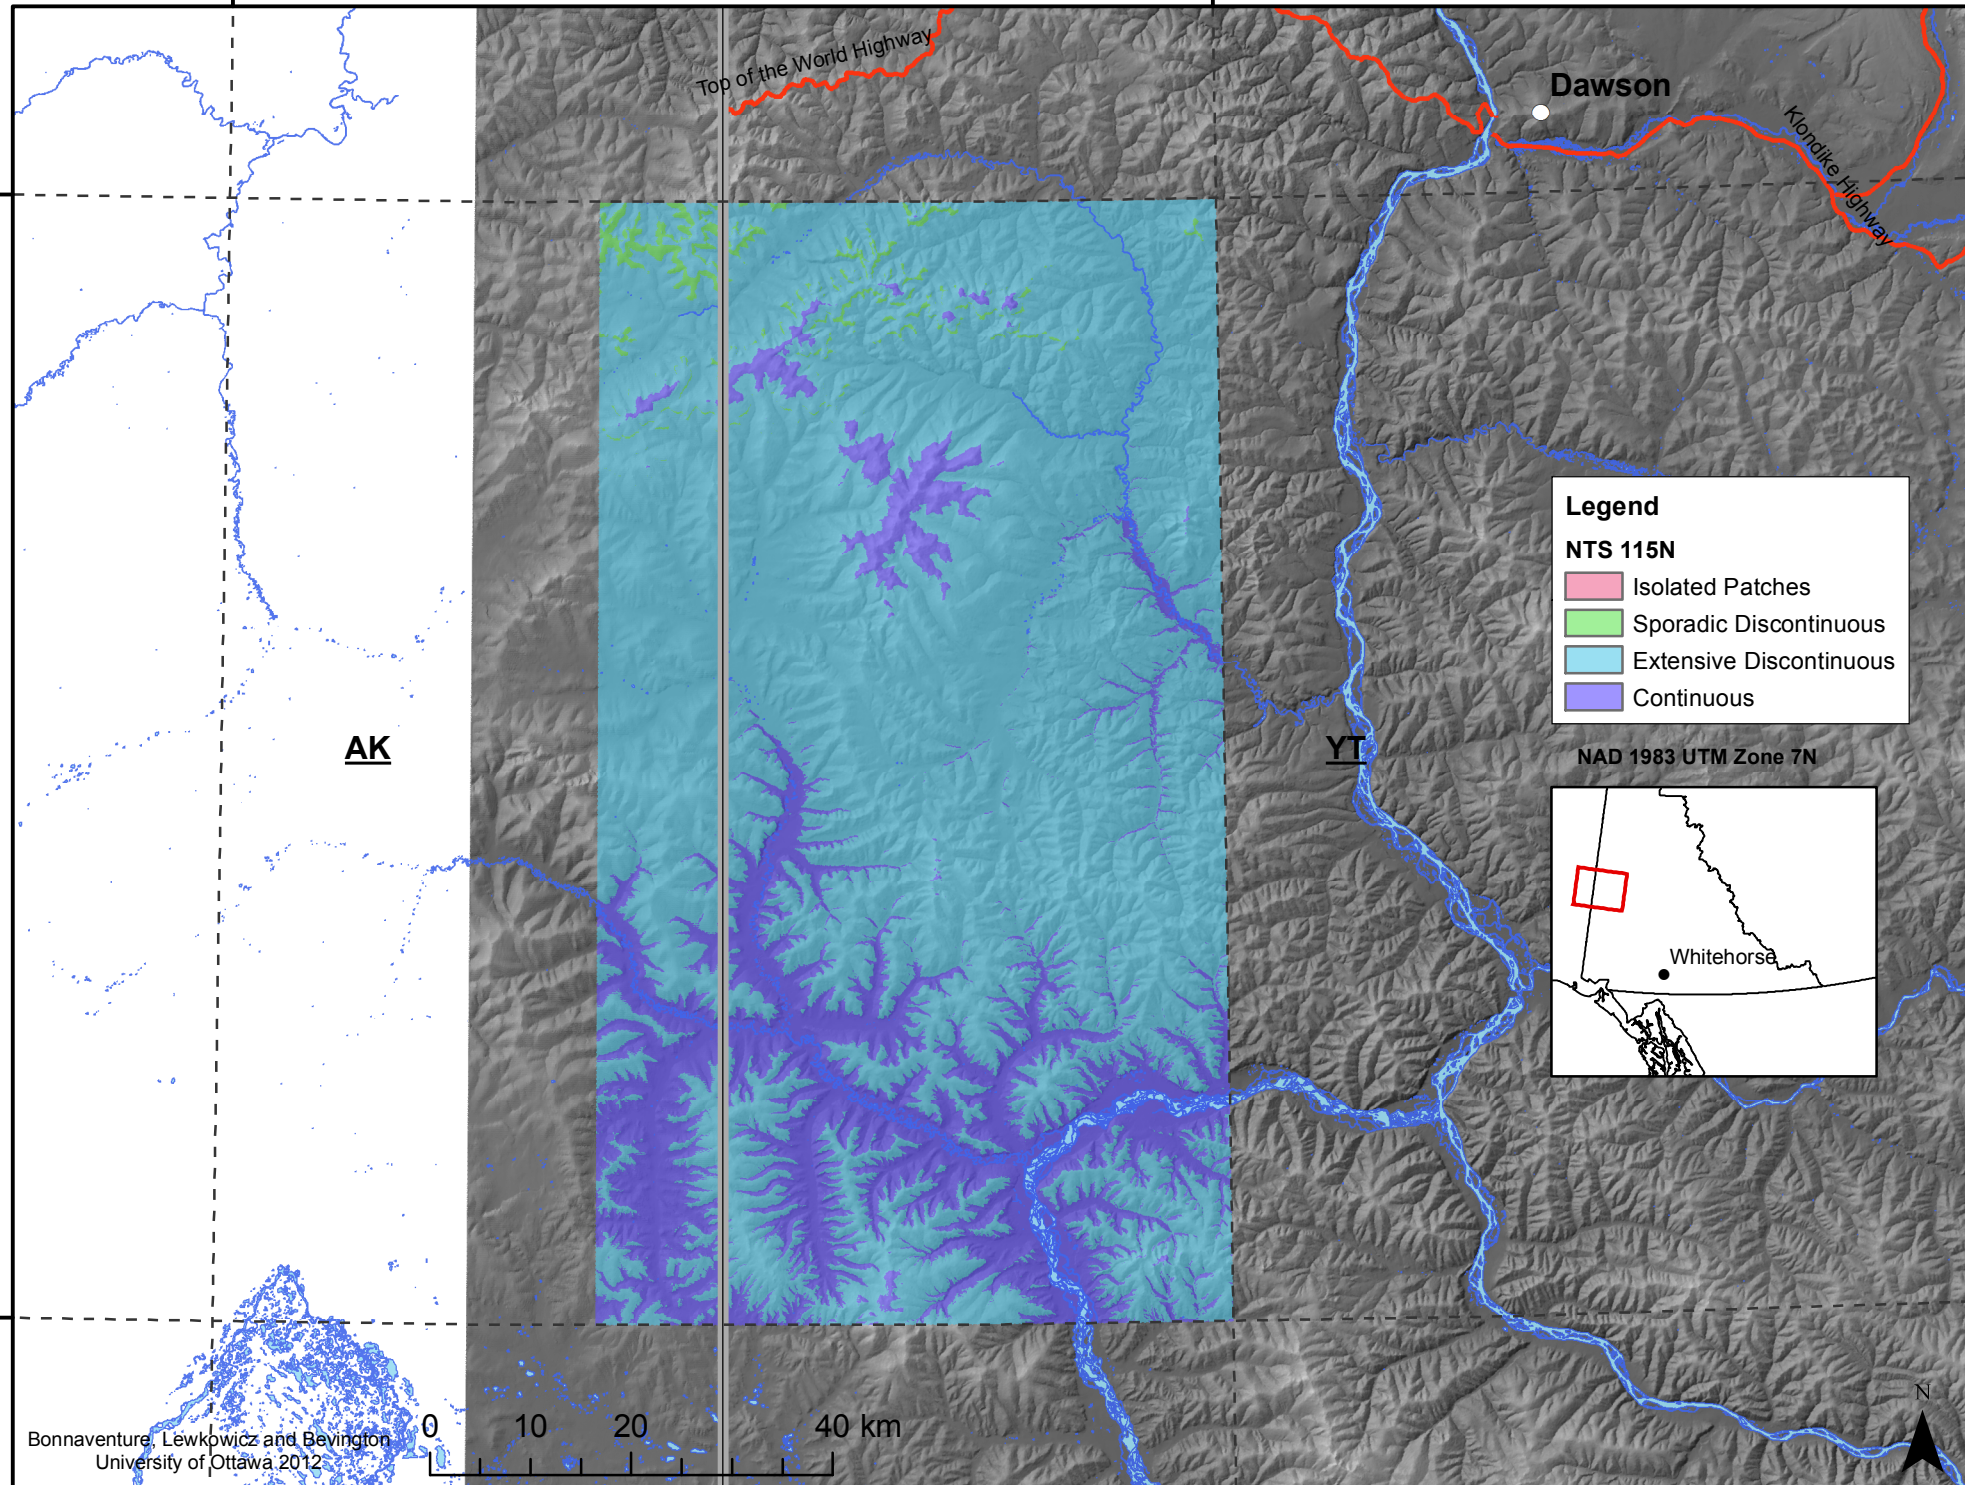 Top of the World Highway
Dawson
Klondike Highway
Legend
NTS 115N
Isolated Patches
Sporadic Discontinuous
Extensive Discontinuous
Continuous
AK
YT
NAD 1983 UTM Zone 7N
Whitehorse
N
0 10 20 40 km
Bonnaventure, Lewkowicz and Bevington
University of Ottawa 2012